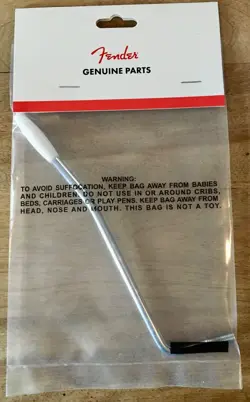 Fender
GENUINE PARTS
WARNING:
TO AVOID SUFFOCATION, KEEP BAG AWAY FROM BABIES
AND CHILDREN. DO NOT USE IN OR AROUND CRIBS,
BEDS, CARRIAGES OR PLAY PENS. KEEP BAG AWAY FROM
HEAD, NOSE AND MOUTH. THIS BAG IS NOT A TOY.